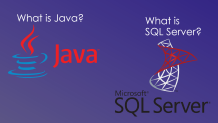 What is Java?
Java
What is
SQL Server?
Microsoft
SQL Server